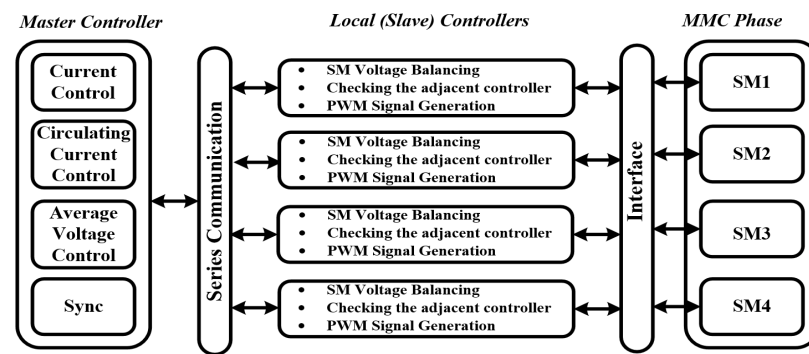 Master Controller
Local (Slave) Controllers
MMC Phase
Current
Control
Circulating
Current
Control
Average
Voltage
Control
Sync
Series Communication
• SM Voltage Balancing
• Checking the adjacent controller
• PWM Signal Generation
• SM Voltage Balancing
• Checking the adjacent controller
• PWM Signal Generation
• SM Voltage Balancing
• Checking the adjacent controller
• PWM Signal Generation
• SM Voltage Balancing
• Checking the adjacent controller
• PWM Signal Generation
Interface
SM1
SM2
SM3
SM4